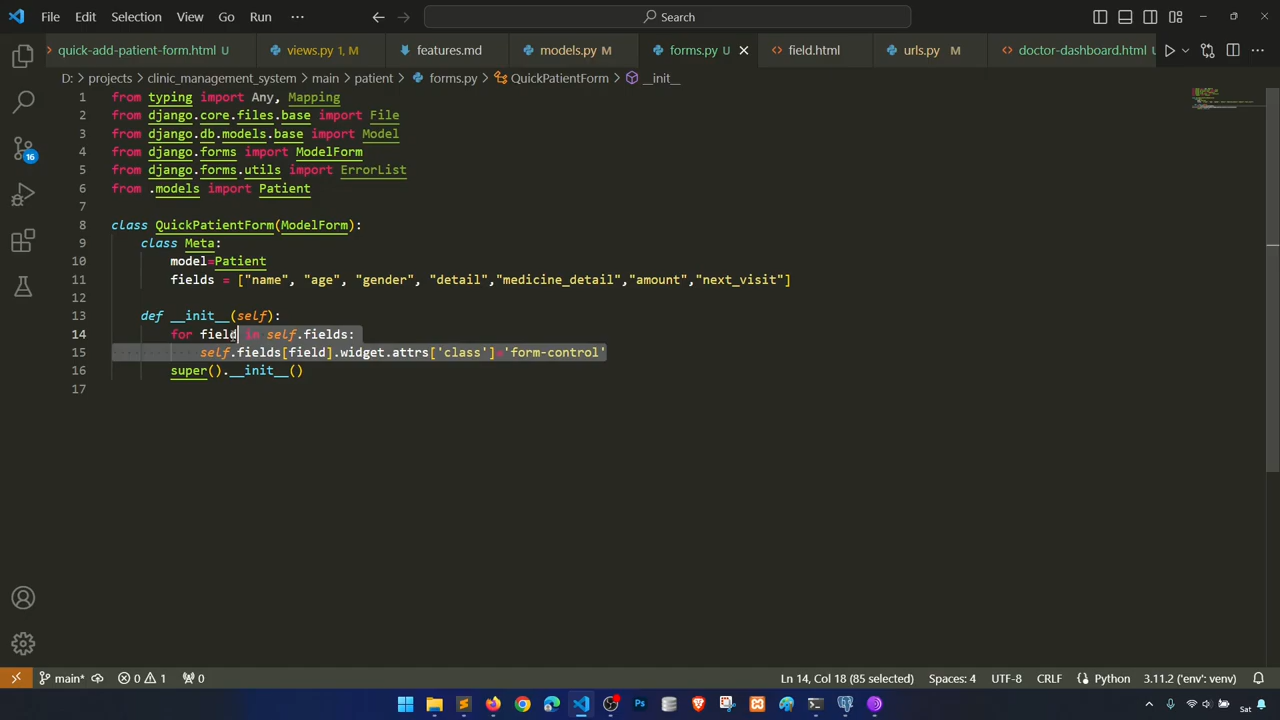 File Edit Selection View Go Run ··· Search
quick-add-patient-form.html U views.py 1, M features.md models.py M forms.py U field.html urls.py M doctor-dashboard.html U
D: > projects > clinic_management_system > main > patient > forms.py > QuickPatientForm > __init__
1 from typing import Any, Mapping
2 from django.core.files.base import File
3 from django.db.models.base import Model
4 from django.forms import ModelForm
5 from django.forms.utils import ErrorList
6 from .models import Patient
7
8 class QuickPatientForm(ModelForm):
9 class Meta:
10 model=Patient
11 fields = ["name", "age", "gender", "detail","medicine_detail","amount","next_visit"]
12
13 def __init__(self):
14 for field in self.fields:
15 self.fields[field].widget.attrs['class']='form-control'
16 super().__init__()
17
16
main* 0 1 0 Ln 14, Col 18 (85 selected) Spaces: 4 UTF-8 CRLF Python 3.11.2 ('env': venv)
Sat